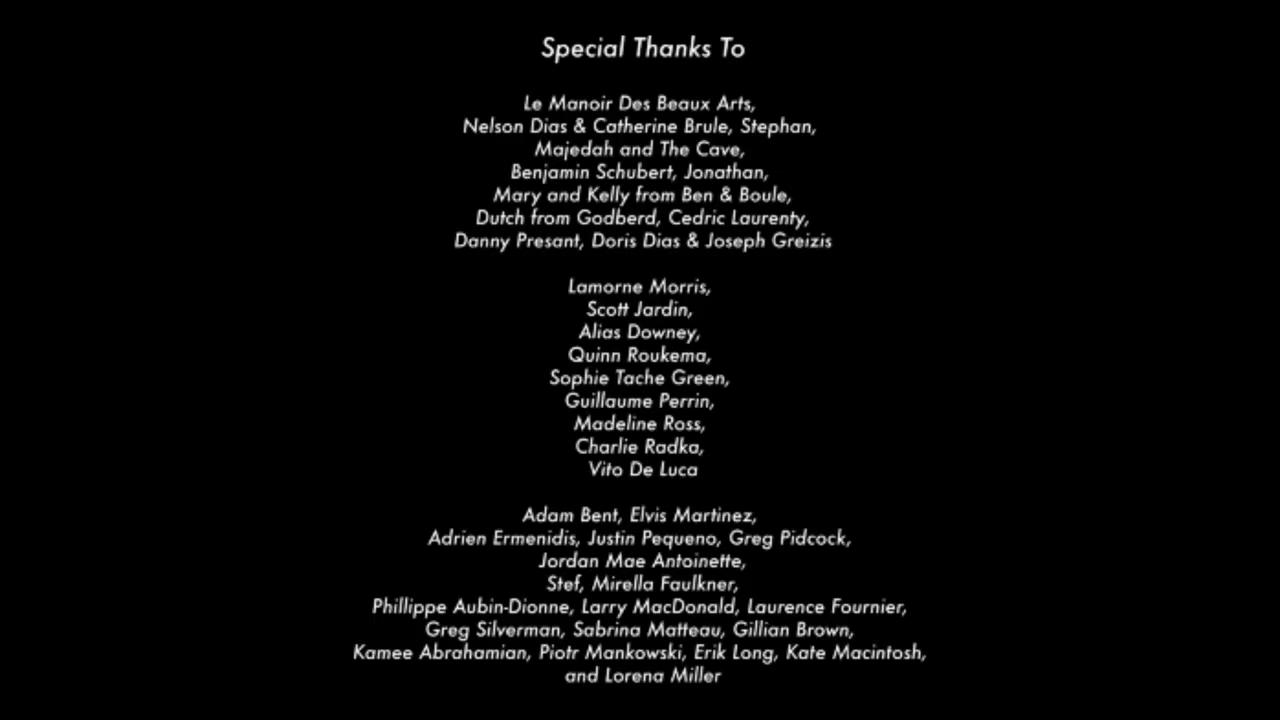 Special Thanks To
Le Manoir Des Beaux Arts,
Nelson Dias & Catherine Brule, Stephan,
Majedah and The Cave,
Benjamin Schubert, Jonathan,
Mary and Kelly from Ben & Boule,
Dutch from Godberd, Cedric Laurenty,
Danny Presant, Doris Dias & Joseph Greizis
Lamorne Morris,
Scott Jardin,
Alias Downey,
Quinn Roukema,
Sophie Tache Green,
Guillaume Perrin,
Madeline Ross,
Charlie Radka,
Vito De Luca
Adam Bent, Elvis Martinez,
Adrien Ermenidis, Justin Pequeno, Greg Pidcock,
Jordan Mae Antoinette,
Stef, Mirella Faulkner,
Phillippe Aubin-Dionne, Larry MacDonald, Laurence Fournier,
Greg Silverman, Sabrina Matteau, Gillian Brown,
Kamee Abrahamian, Piotr Mankowski, Erik Long, Kate Macintosh,
and Lorena Miller